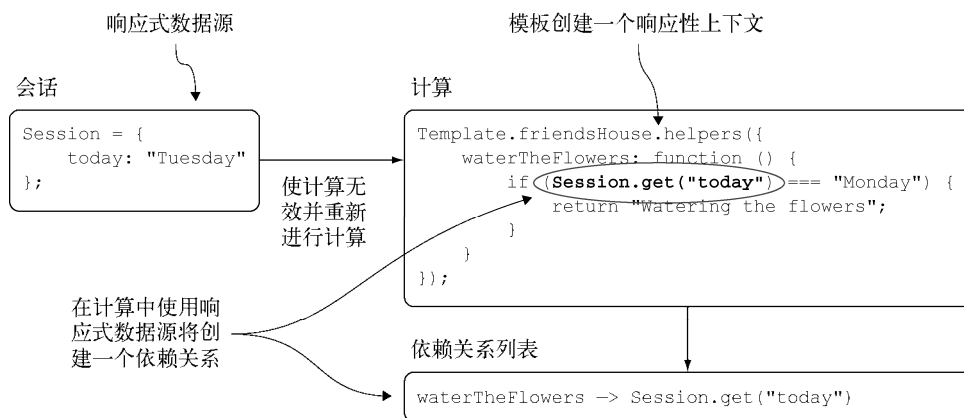 响应式数据源
模板创建一个响应性上下文
会话
计算
Session = {
today: "Tuesday"
};
使计算无
效并重新
进行计算
Template.friendsHouse.helpers({
waterTheFlowers: function () {
if (Session.get("today") === "Monday") {
return "Watering the flowers";
}
}
});
在计算中使用响
应式数据源将创
建一个依赖关系
依赖关系列表
waterTheFlowers —> Session.get("today")